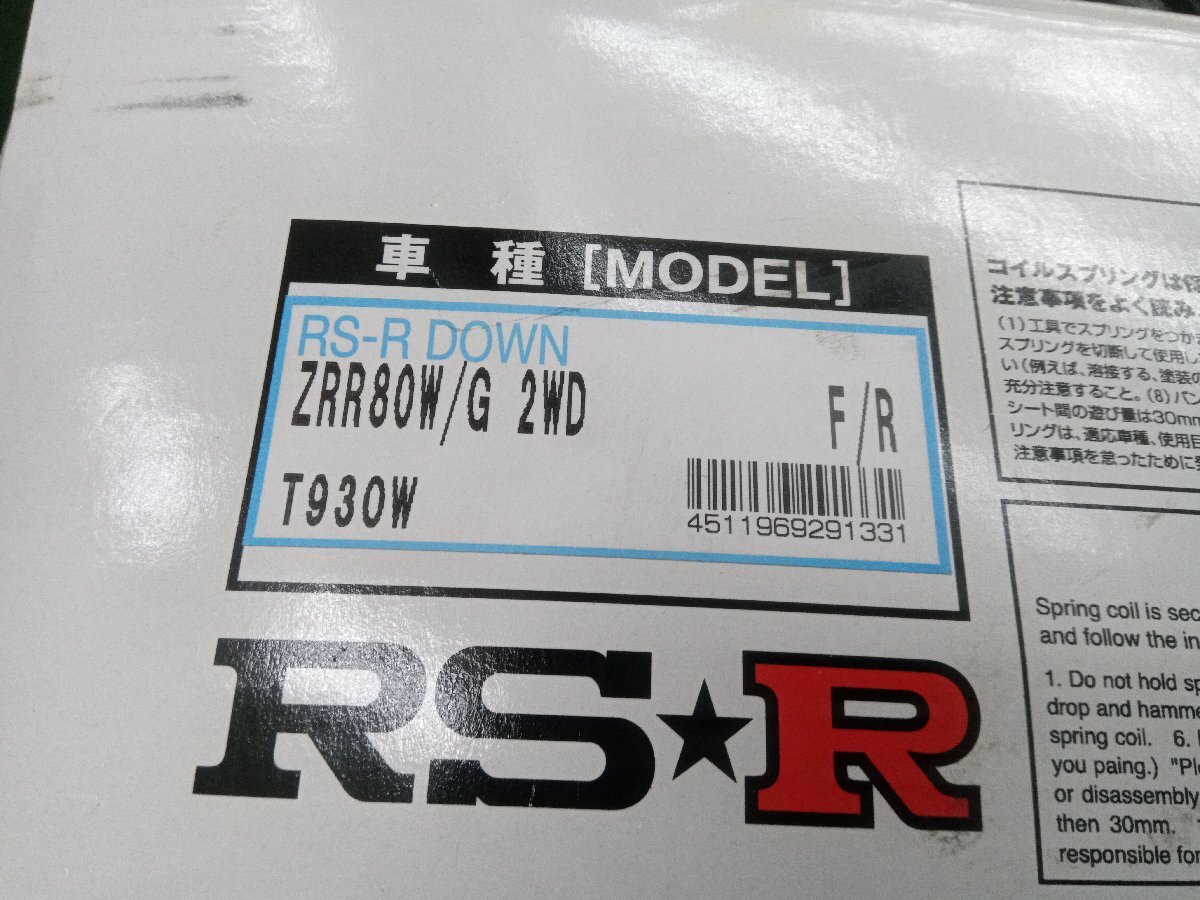 車種 [MODEL]
RS-R DOWN
ZRR80W/G 2WD
F/R
T930W
4511969291331
RS★R
コイルスプリングは
注意事項をよく読み
(1)工具でスプリングをつか
スプリングを切断して使用し
い(例えば、溶接する、塗装の
充分注意すること。(8)バン
シート間の遊び量は30mm
リングは、適応車種、使用目
注意事項を怠ったために
Spring coil is sec
and follow the in
1. Do not hold sp
drop and hamme
spring coil. 6.
you paing.) "Ple
or disassembly
then 30mm.
responsible for